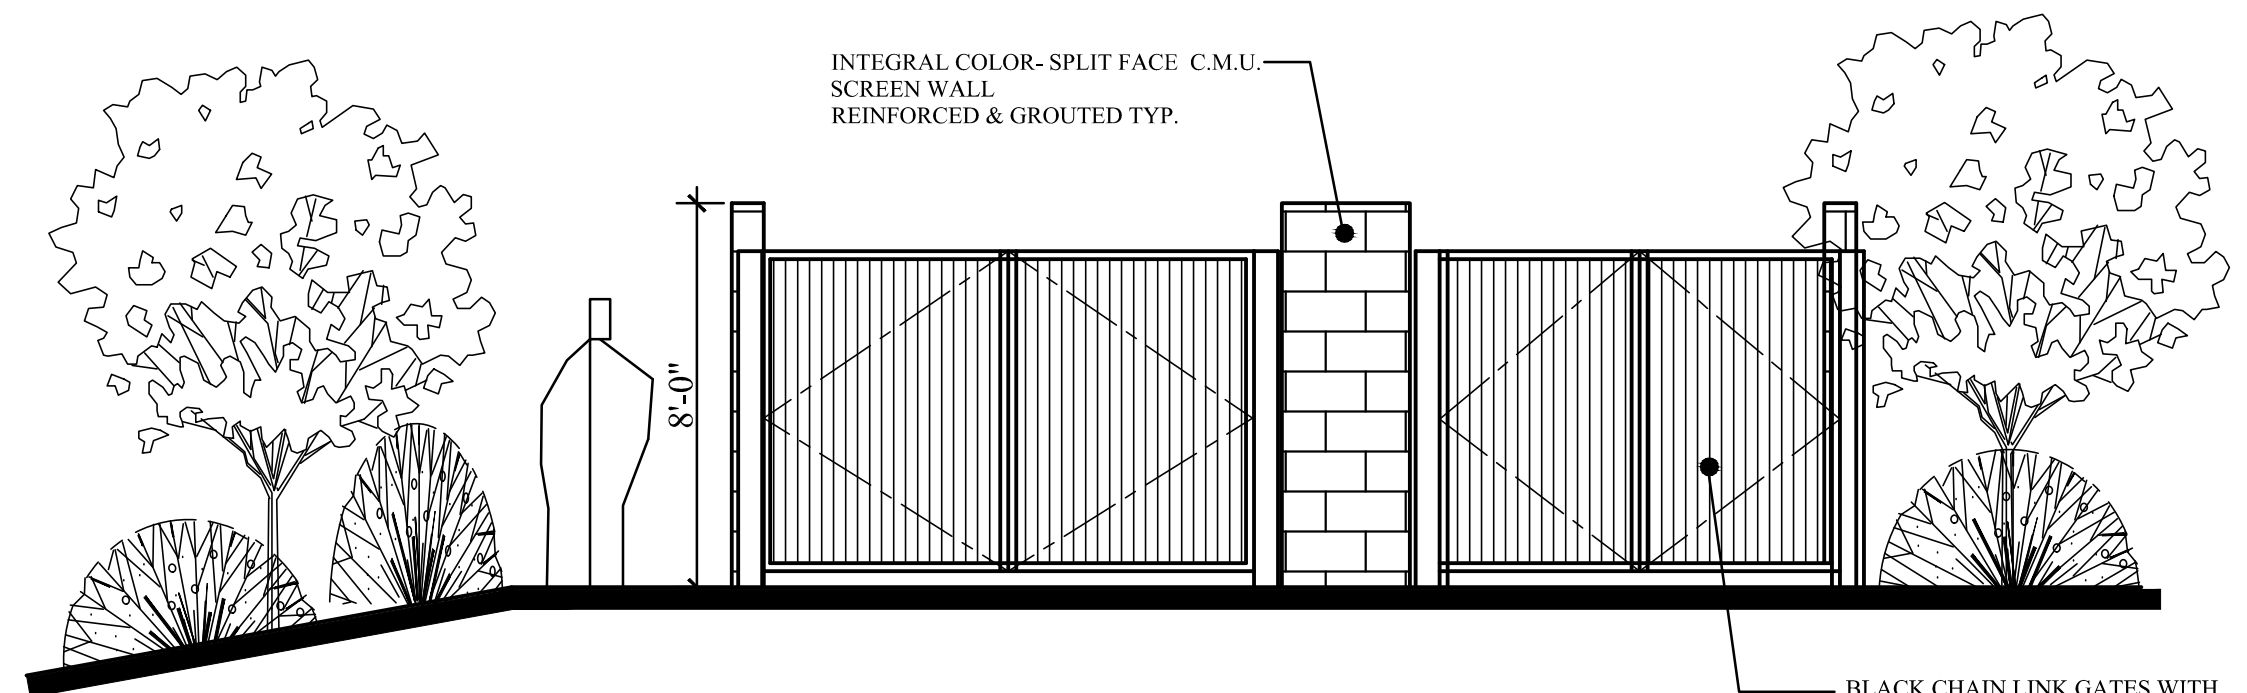 INTEGRAL COLOR- SPLIT FACE C.M.U.
SCREEN WALL
REINFORCED & GROUTED TYP.
8'-0"
BLACK CHAIN LINK GATES WITH